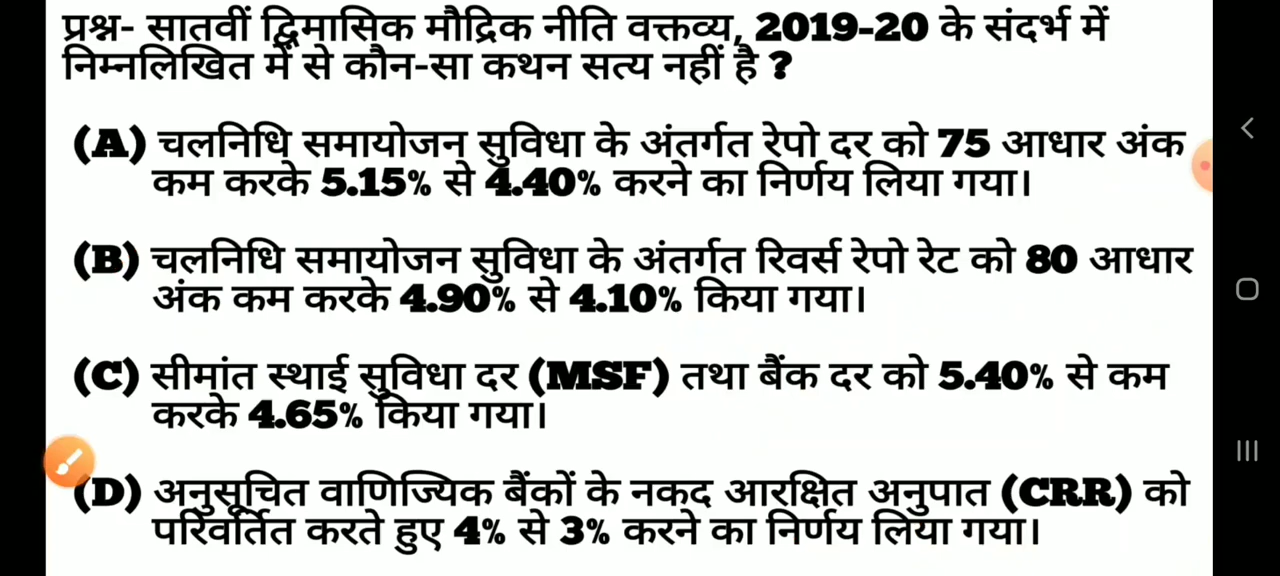 प्रश्न- सातवीं द्विमासिक मौद्रिक नीति वक्तव्य, 2019-20 के संदर्भ में
निम्नलिखित में से कौन-सा कथन सत्य नहीं है ?
(A) चलनिधि समायोजन सुविधा के अंतर्गत रेपो दर को 75 आधार अंक
कम करके 5.15% से 4.40% करने का निर्णय लिया गया।
(B) चलनिधि समायोजन सुविधा के अंतर्गत रिवर्स रेपो रेट को 80 आधार
अंक कम करके 4.90% से 4.10% किया गया।
(C) सीमांत स्थाई सुविधा दर (MSF) तथा बैंक दर को 5.40% से कम
करके 4.65% किया गया।
(D) अनुसूचित वाणिज्यिक बैंकों के नकद आरक्षित अनुपात (CRR) को
परिवर्तित करते हुए 4% से 3% करने का निर्णय लिया गया।